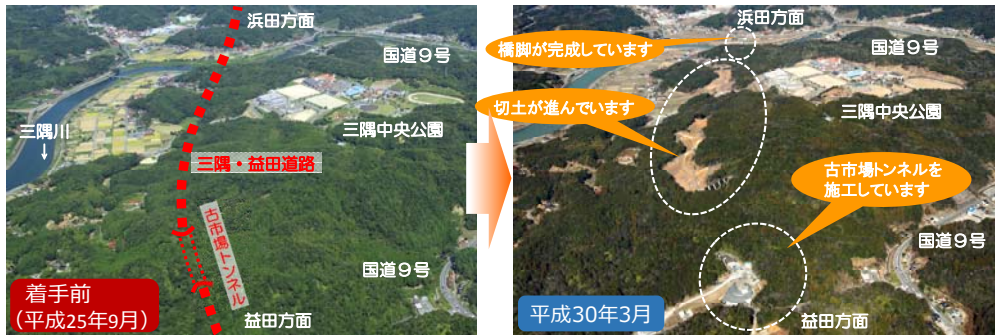 浜田方面
国道9号
三隅川
三隅中央公園
三隅・益田道路
古市場トンネル
国道9号
着手前
(平成25年9月)
益田方面
浜田方面
橋脚が完成しています
国道9号
切土が進んでいます
三隅中央公園
古市場トンネルを
施工しています
国道9号
平成30年3月
益田方面